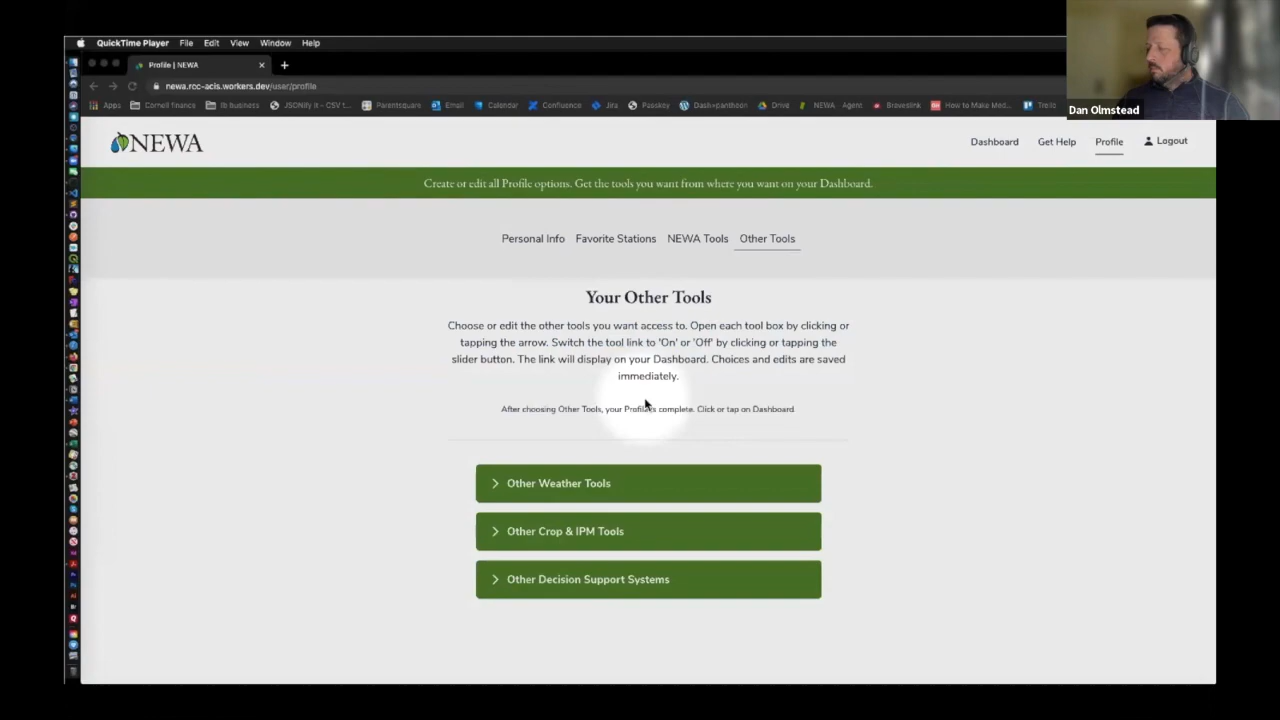 QuickTime Player File Edit View Window Help
Profile | NEWA
newa.rcc-acis.workers.dev/user/profile
Apps Cornell finance lb business JSONify It – CSV t... Parentsquare Email Calendar Confluence Jira Passkey Dash>pantheon Drive NEWA Agent Braveslink How to Make Med... Trello
Dan Olmstead
NEWA
Dashboard Get Help Profile Logout
Create or edit all Profile options. Get the tools you want from where you want on your Dashboard.
Personal Info Favorite Stations NEWA Tools Other Tools
Your Other Tools
Choose or edit the other tools you want access to. Open each tool box by clicking or
tapping the arrow. Switch the tool link to 'On' or 'Off' by clicking or tapping the
slider button. The link will display on your Dashboard. Choices and edits are saved
immediately.
After choosing Other Tools, your Profile is complete. Click or tap on Dashboard.
Other Weather Tools
Other Crop & IPM Tools
Other Decision Support Systems